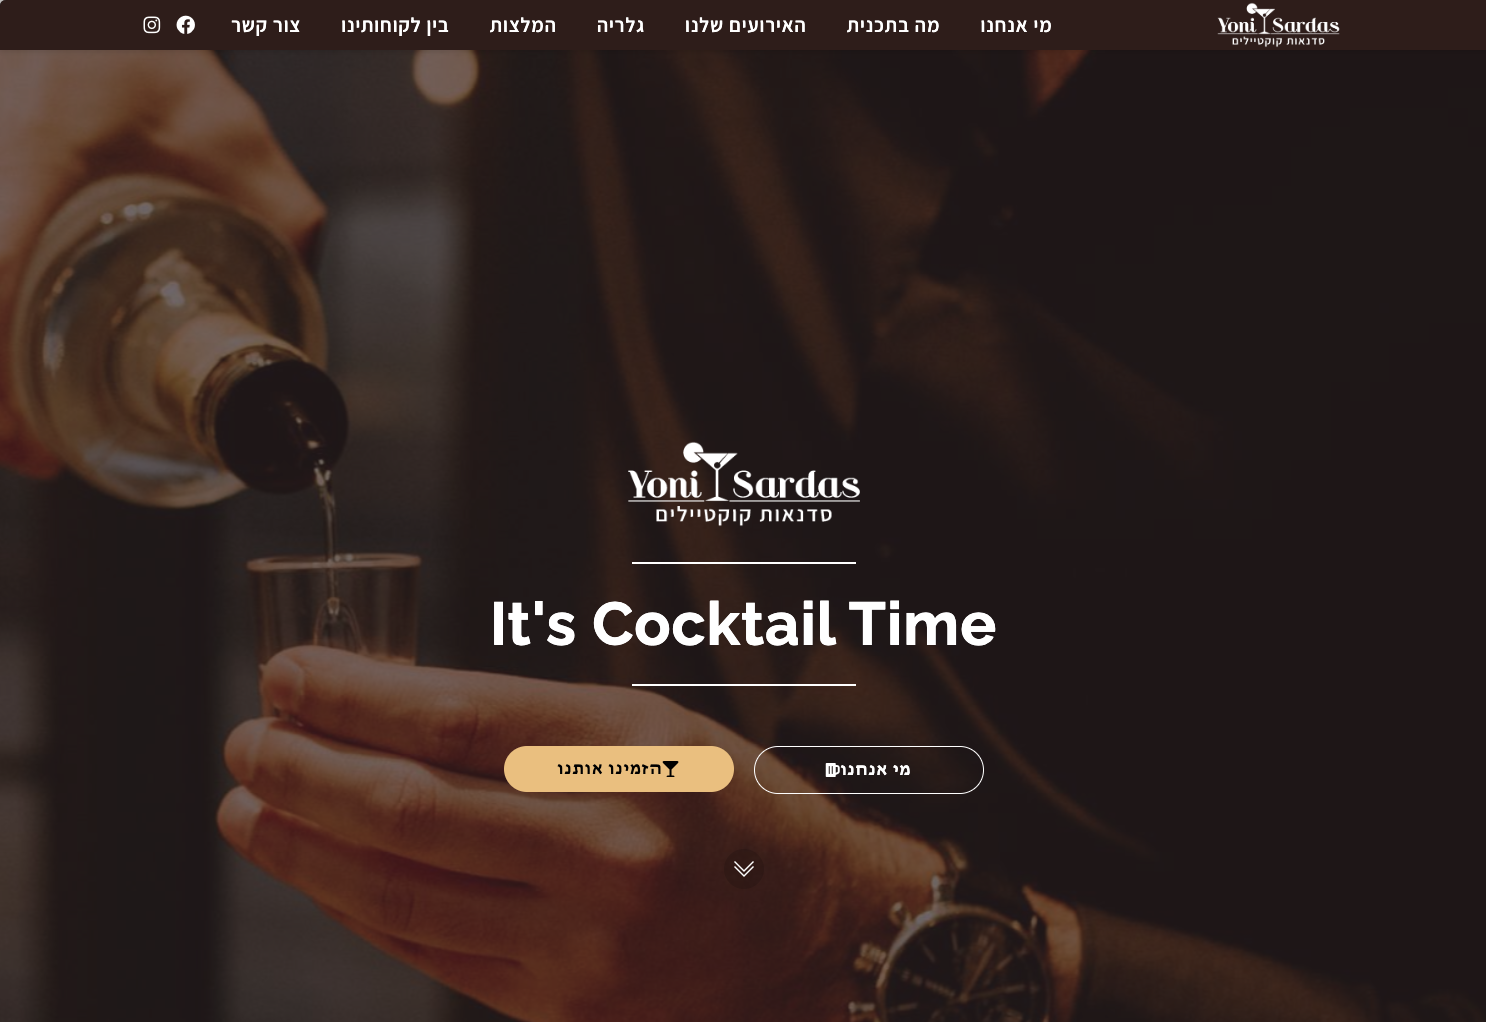 Yoni Sardas
סדנאות קוקטיילים
מי אנחנו
מה בתכנית
האירועים שלנו
גלריה
המלצות
בין לקוחותינו
צור קשר
Yoni Sardas
סדנאות קוקטיילים
It's Cocktail Time
מי אנחנו
הזמינו אותנו